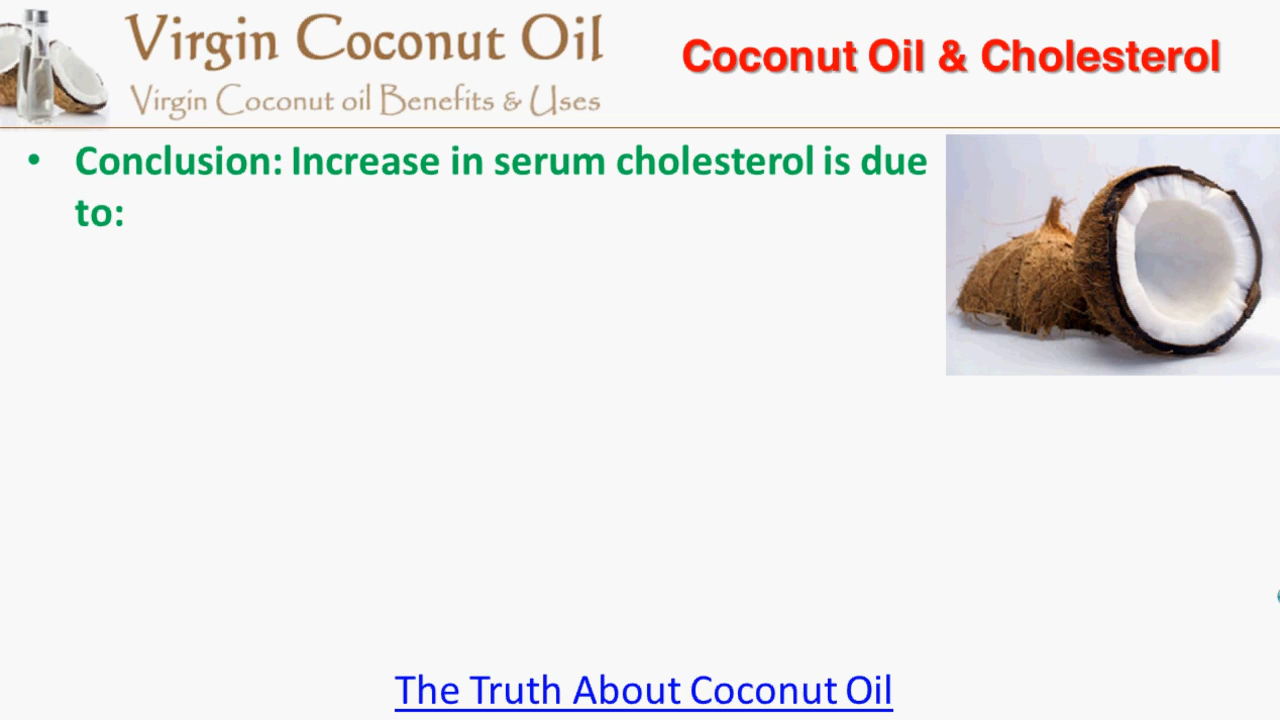 Virgin Coconut Oil
Virgin Coconut oil Benefits & Uses
Coconut Oil & Cholesterol
• Conclusion: Increase in serum cholesterol is due
to:
The Truth About Coconut Oil